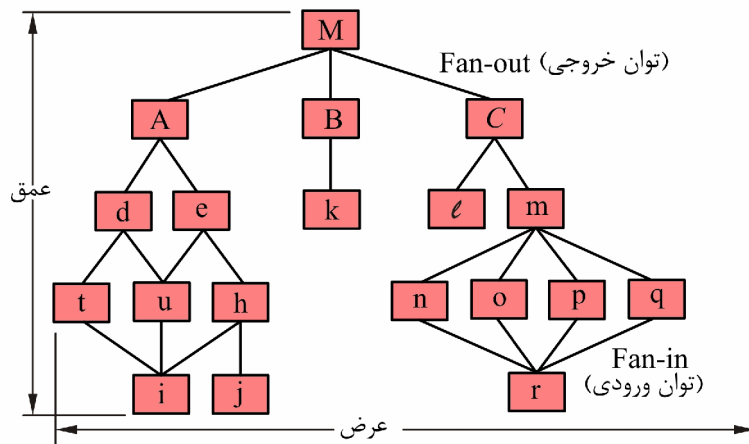 M
Fan-out (توان خروجی)
A B C
عمق
d e k ℓ m
t u h n o p q
Fan-in
(توان ورودی)
i j r
عرض